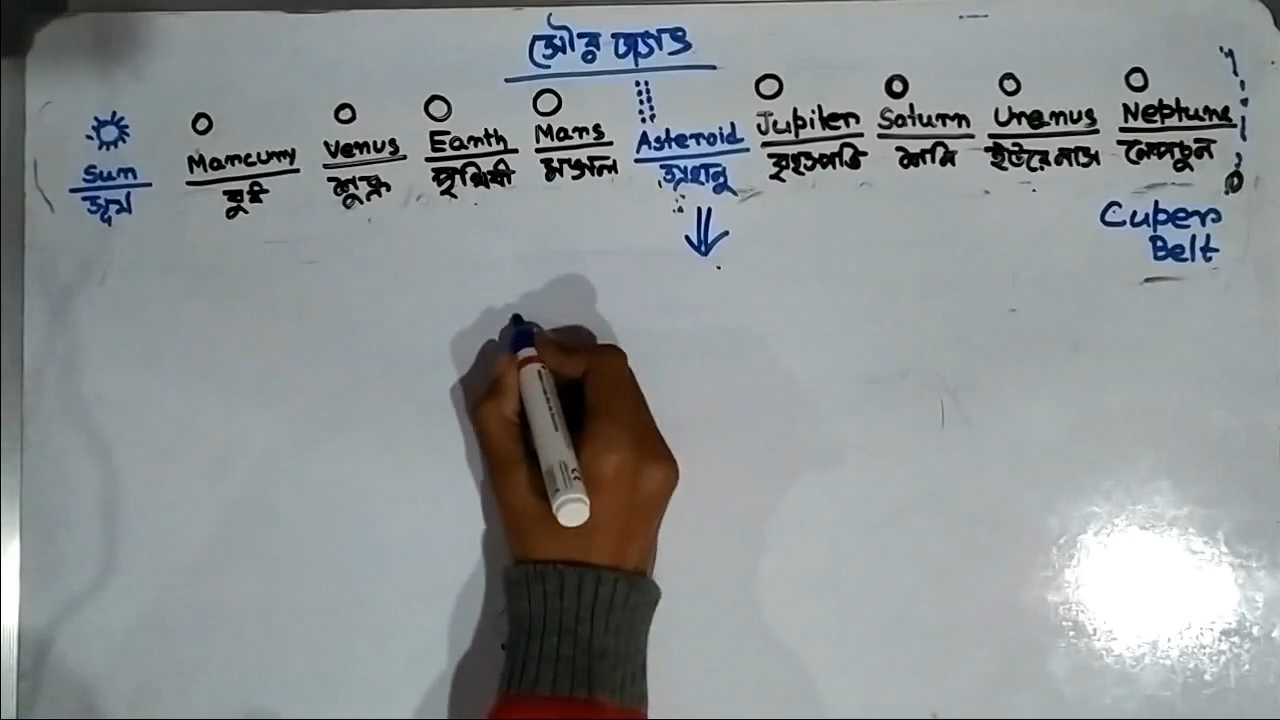 সৌর জগৎ
Sun
সূর্য
Marcury
বুধ
Venus
শুক্র
Earth
পৃথিবী
Mars
মঙ্গল
Asteroid
গ্রহানু
Jupiter
বৃহস্পতি
Saturn
শনি
Uranus
ইউরেনাস
Neptune
নেপচুন
Cuper
Belt